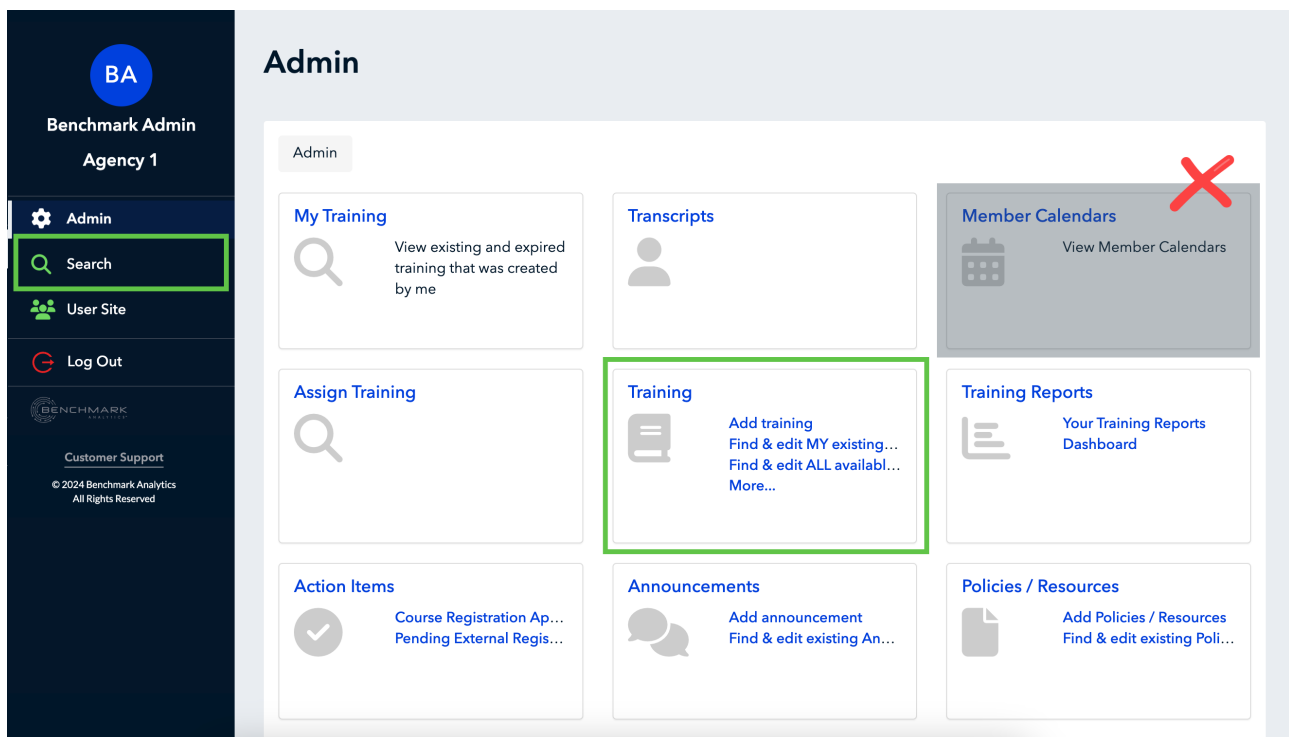 BA
Benchmark Admin
Agency 1
Admin
Search
User Site
Log Out
BENCHMARK
ANALYTICS
Customer Support
© 2024 Benchmark Analytics
All Rights Reserved
Admin
Admin
My Training
View existing and expired
training that was created
by me
Transcripts
Member Calendars
View Member Calendars
Assign Training
Training
Add training
Find & edit MY existing...
Find & edit ALL availabl...
More...
Training Reports
Your Training Reports
Dashboard
Action Items
Course Registration Ap...
Pending External Regis...
Announcements
Add announcement
Find & edit existing An...
Policies / Resources
Add Policies / Resources
Find & edit existing Poli...